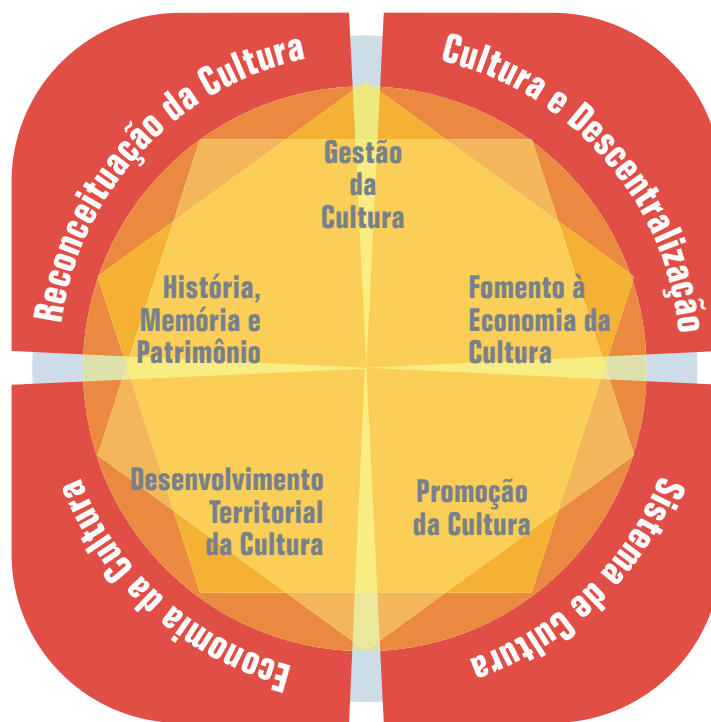 Reconceituação da Cultura
Cultura e Descentralização
Gestão
da
Cultura
História,
Memória e
Patrimônio
Fomento à
Economia da
Cultura
Desenvolvimento
Territorial
da Cultura
Promoção
da Cultura
Economia da Cultura
Sistema de Cultura